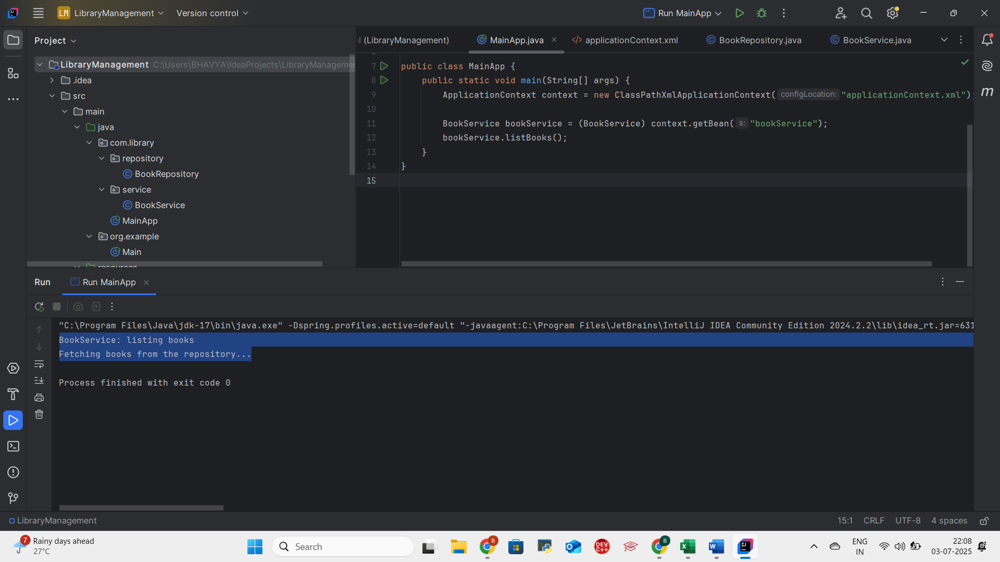 LM LibraryManagement Version control Run MainApp
Project
l (LibraryManagement) MainApp.java applicationContext.xml BookRepository.java BookService.java
LibraryManagement C:\Users\BHAVYA\IdeaProjects\LibraryManagemen
.idea
src
main
java
com.library
repository
BookRepository
service
BookService
MainApp
org.example
Main
resources
7 public class MainApp {
8 public static void main(String[] args) {
9 ApplicationContext context = new ClassPathXmlApplicationContext( configLocation: "applicationContext.xml");
10
11 BookService bookService = (BookService) context.getBean( s: "bookService");
12 bookService.listBooks();
13 }
14 }
15
Run Run MainApp
"C:\Program Files\Java\jdk-17\bin\java.exe" -Dspring.profiles.active=default "-javaagent:C:\Program Files\JetBrains\IntelliJ IDEA Community Edition 2024.2.2\lib\idea_rt.jar=631
BookService: listing books
Fetching books from the repository...
Process finished with exit code 0
LibraryManagement 15:1 CRLF UTF-8 4 spaces
7 Rainy days ahead
27°C
Search
DEV C++
ENG
IN
22:08
03-07-2025